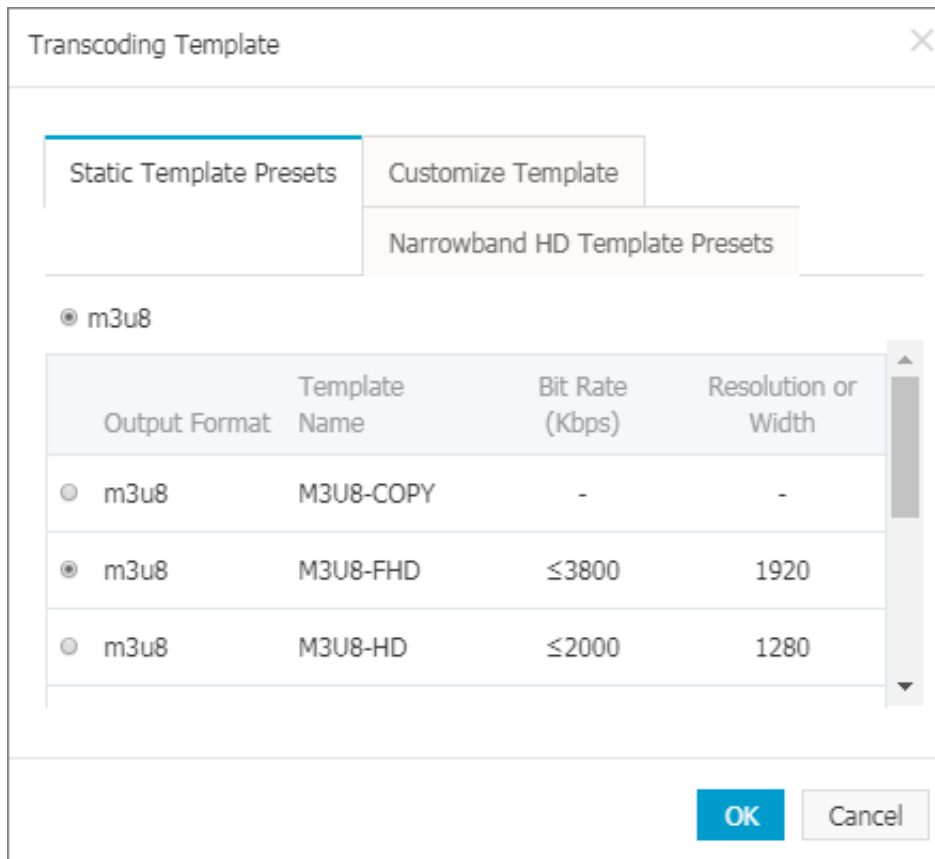 Transcoding Template
Static Template Presets Customize Template
Narrowband HD Template Presets
m3u8
Output Format Template Name Bit Rate (Kbps) Resolution or Width
m3u8 M3U8-COPY - -
m3u8 M3U8-FHD ≤3800 1920
m3u8 M3U8-HD ≤2000 1280
OK Cancel